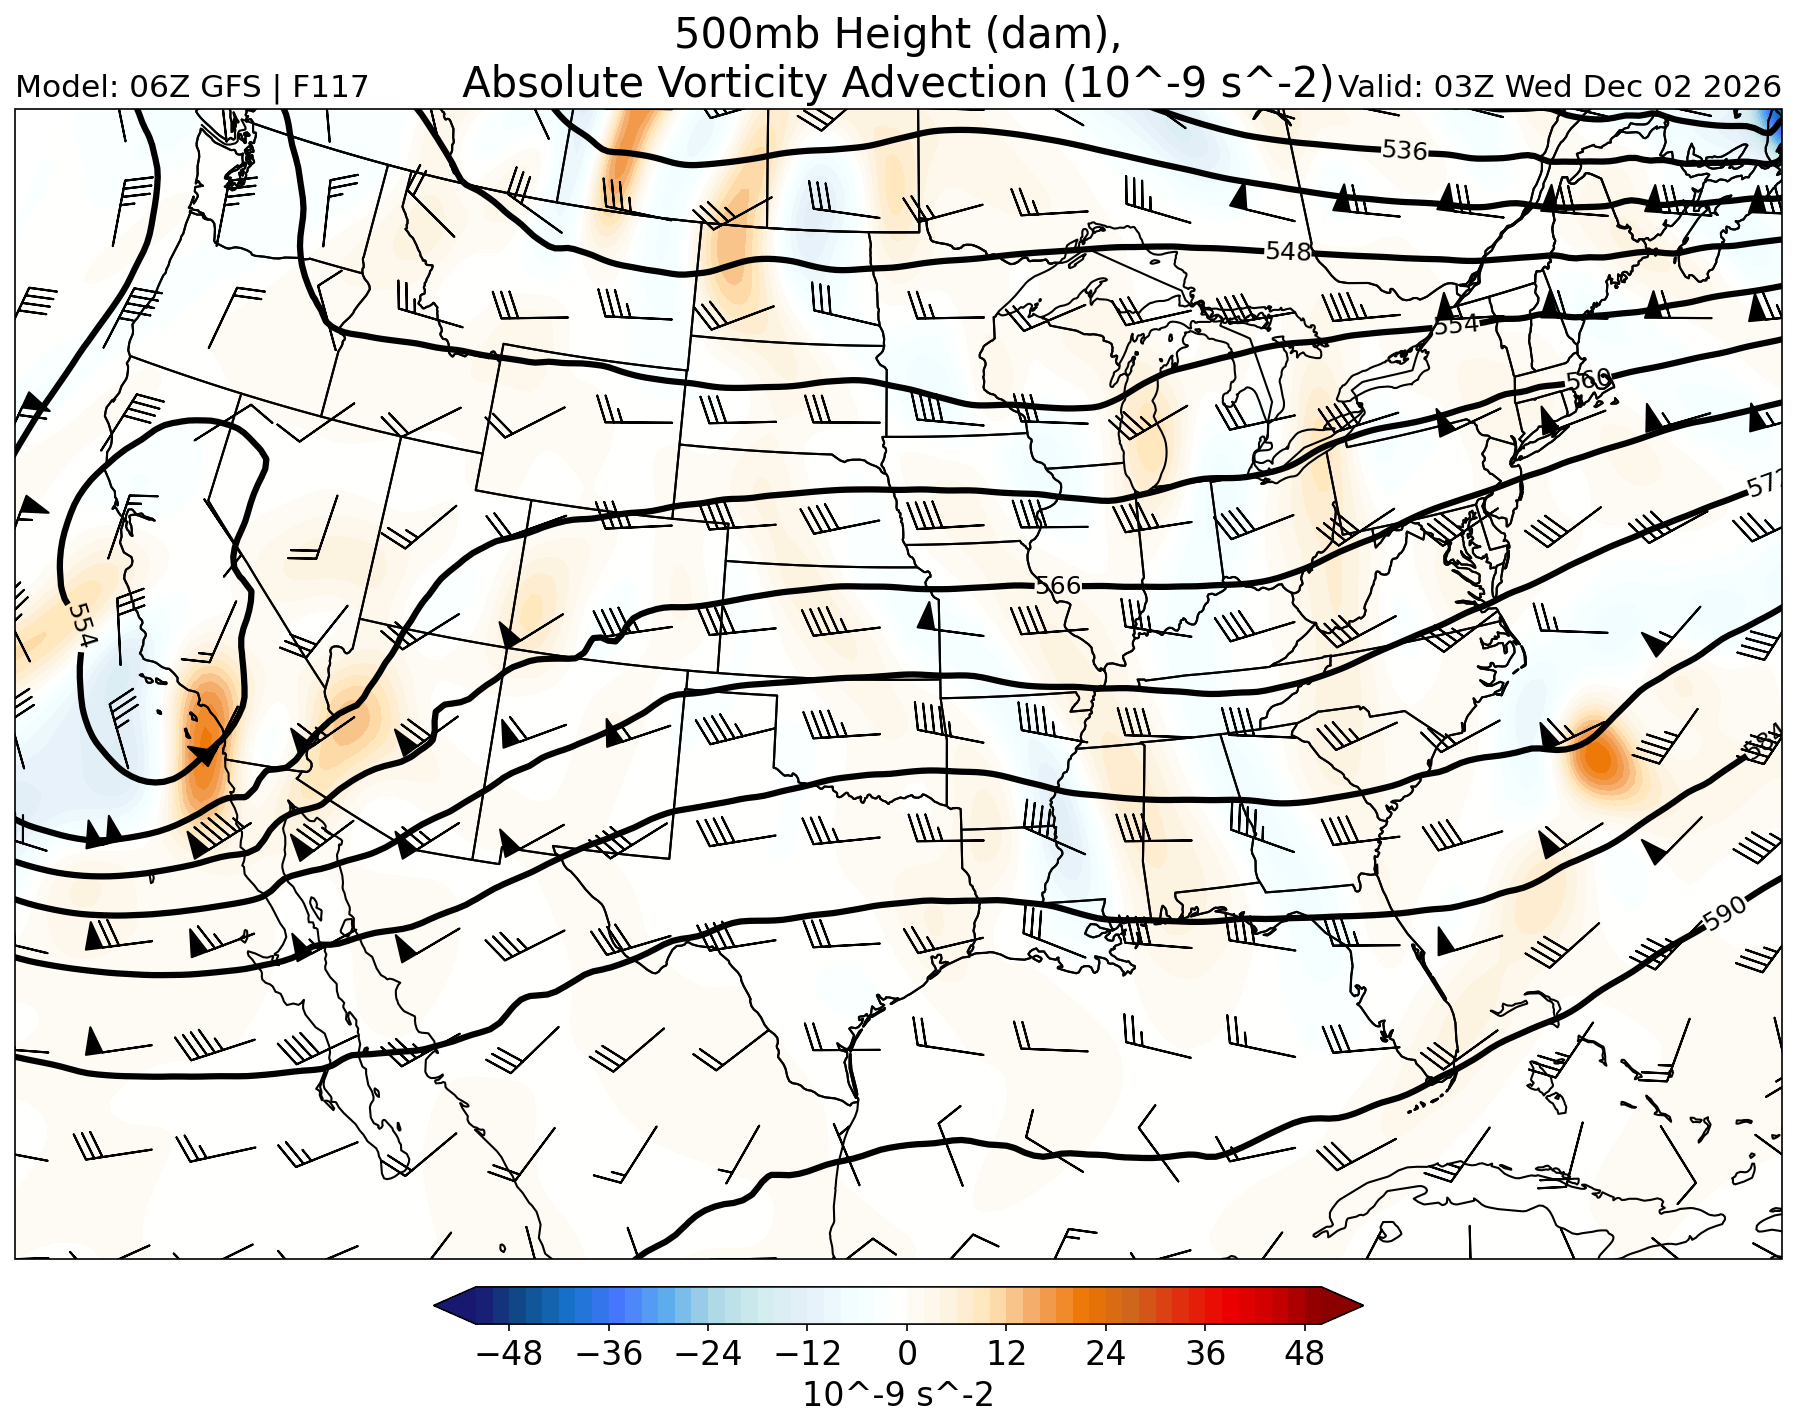 500mb Height (dam),
Absolute Vorticity Advection (10^-9 s^-2)
Model: 06Z GFS | F117
Valid: 03Z Wed Dec 02 2026
536
548
554
560
572
566
554
584
590
−48 −36 −24 −12 0 12 24 36 48
10^-9 s^-2